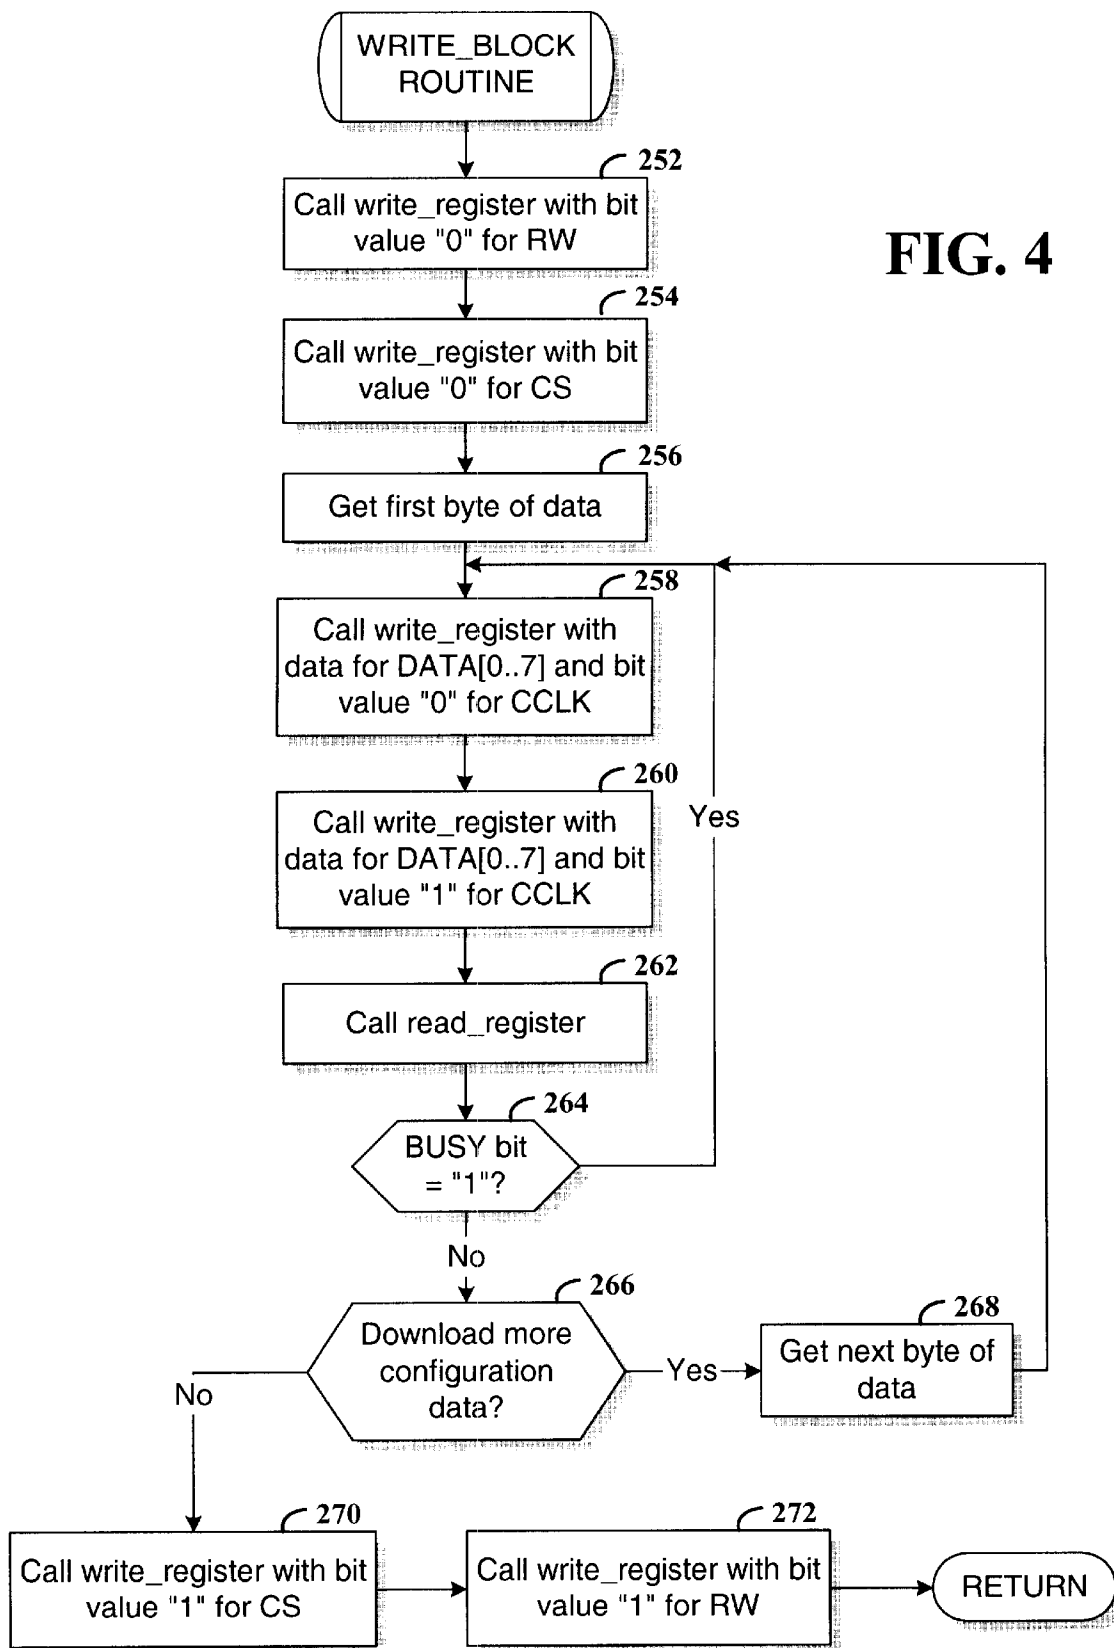 WRITE_BLOCK
ROUTINE
252
Call write_register with bit
value "0" for RW
FIG. 4
254
Call write_register with bit
value "0" for CS
256
Get first byte of data
258
Call write_register with
data for DATA[0..7] and bit
value "0" for CCLK
260
Call write_register with
data for DATA[0..7] and bit
value "1" for CCLK
Yes
262
Call read_register
264
BUSY bit
= "1"?
No
266
Download more
configuration
data?
Yes
268
Get next byte of
data
No
270
Call write_register with bit
value "1" for CS
272
Call write_register with bit
value "1" for RW
RETURN